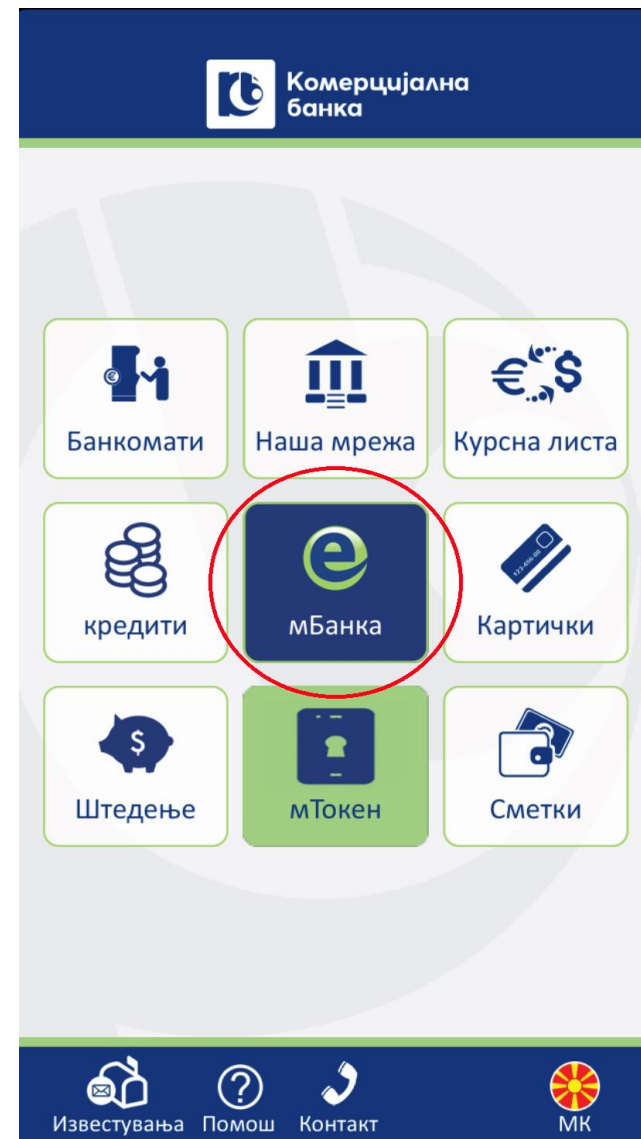 Комерцијална
банка
Банкомати
Наша мрежа
Курсна листа
кредити
мБанка
Картички
Штедење
мТокен
Сметки
Известувања
Помош
Контакт
МК